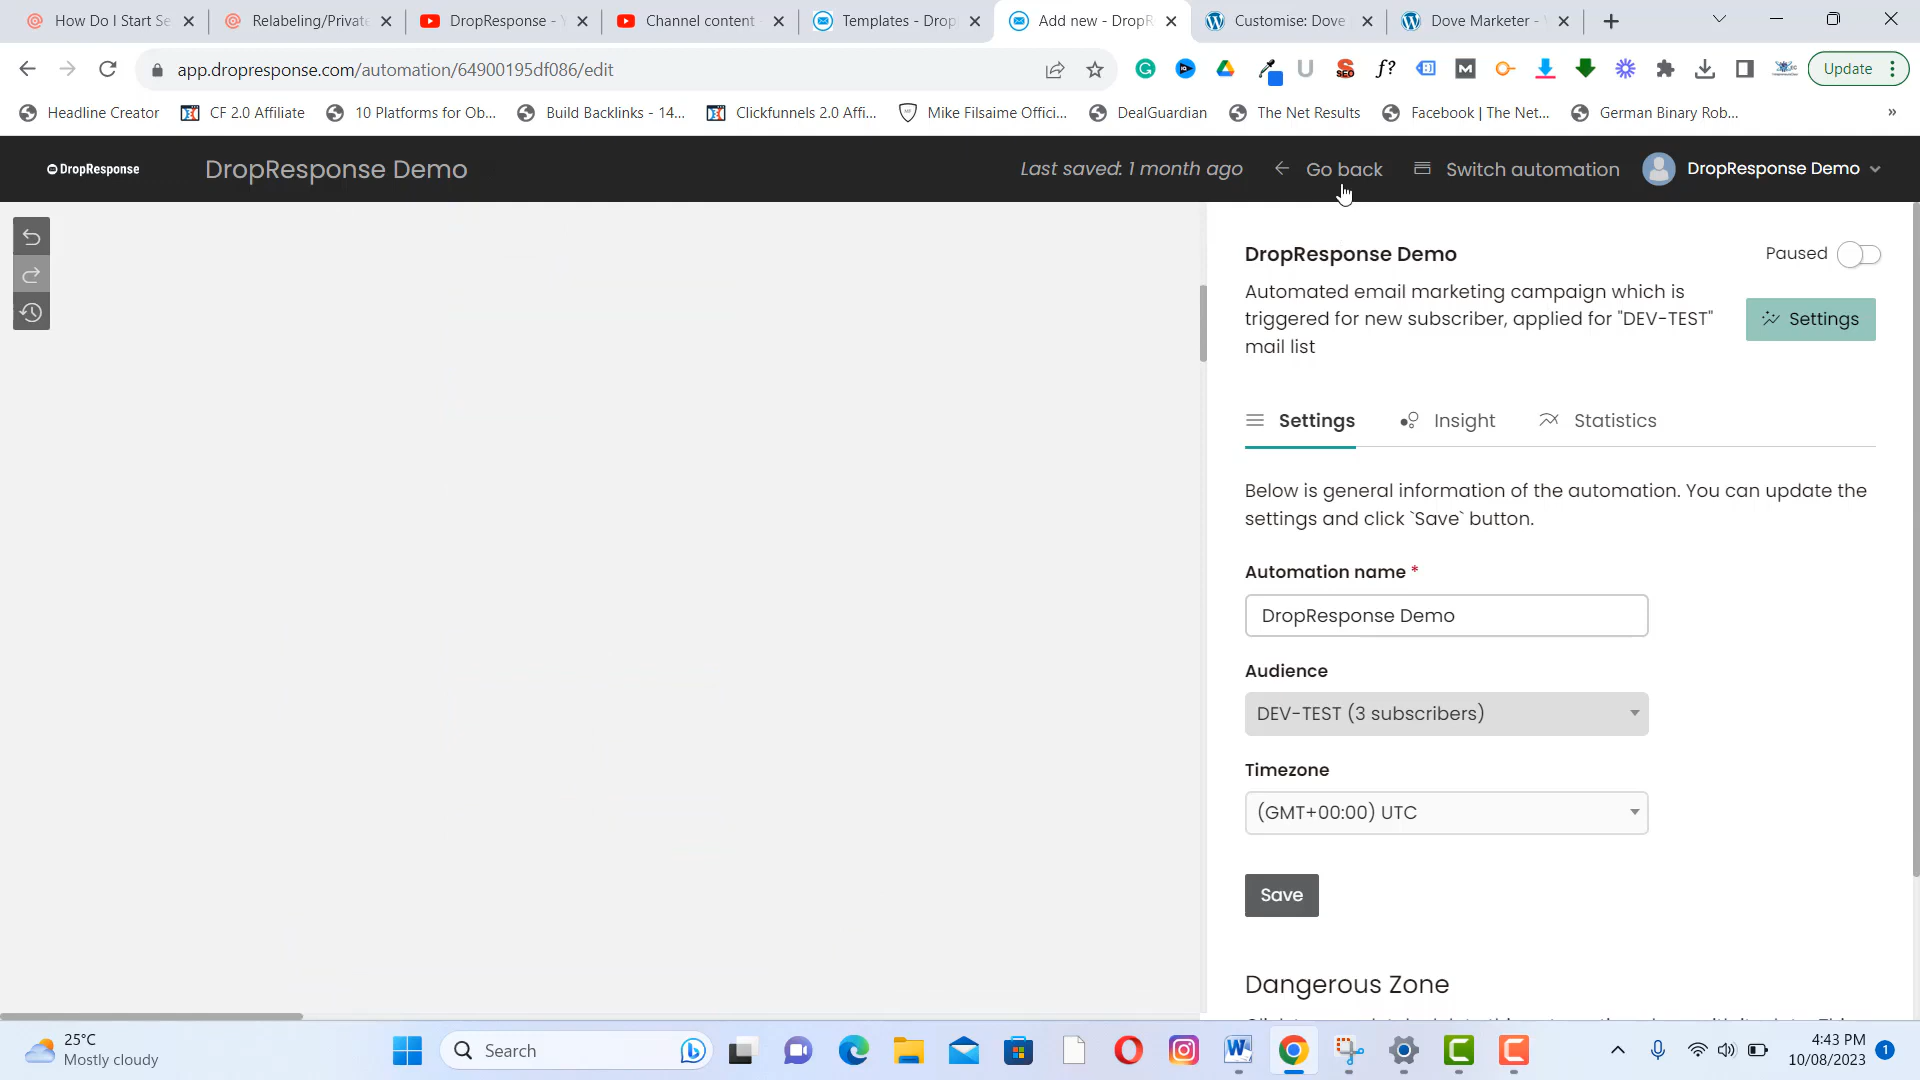 How Do I Start Se
Relabeling/Private
DropResponse - Y
Channel content -
Templates - Drop
Add new - DropR
Customise: Dove
Dove Marketer -
app.dropresponse.com/automation/64900195df086/edit
Update
Headline Creator
CF 2.0 Affiliate
10 Platforms for Ob...
Build Backlinks - 14...
Clickfunnels 2.0 Affi...
Mike Filsaime Offici...
DealGuardian
The Net Results
Facebook | The Net...
German Binary Rob...
DropResponse
DropResponse Demo
Last saved: 1 month ago
Go back
Switch automation
DropResponse Demo
DropResponse Demo
Paused
Automated email marketing campaign which is
triggered for new subscriber, applied for "DEV-TEST"
mail list
Settings
Settings
Insight
Statistics
Below is general information of the automation. You can update the
settings and click `Save` button.
Automation name *
DropResponse Demo
Audience
DEV-TEST (3 subscribers)
Timezone
(GMT+00:00) UTC
Save
Dangerous Zone
25°C
Mostly cloudy
Search
4:43 PM
10/08/2023
1